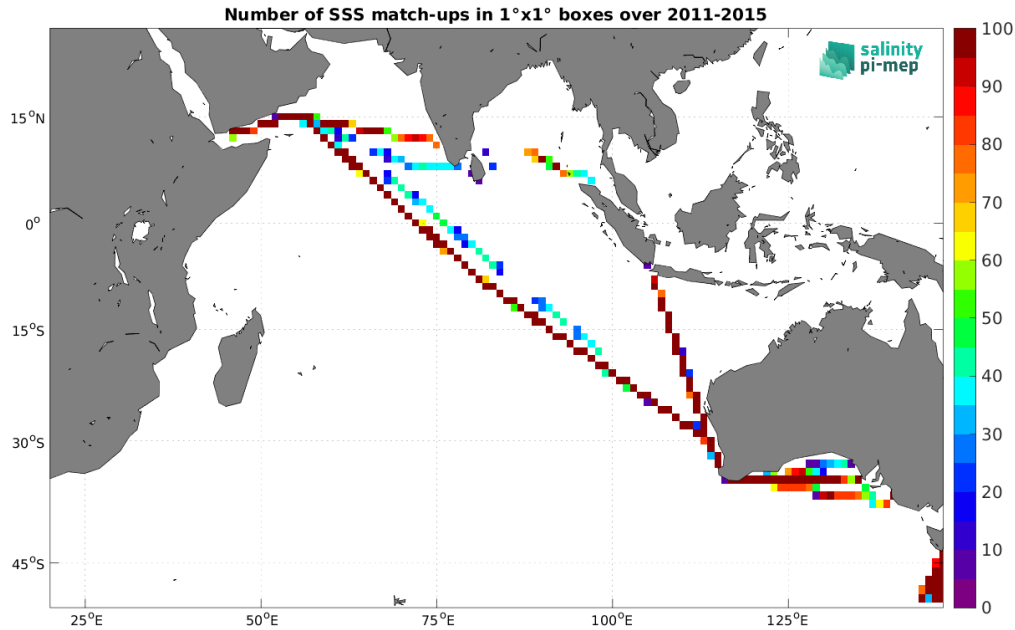 Number of SSS match-ups in 1°x1° boxes over 2011-2015
salinity
pi-mep
15°N
0°
15°S
30°S
45°S
25°E
50°E
75°E
100°E
125°E
100
90
80
70
60
50
40
30
20
10
0